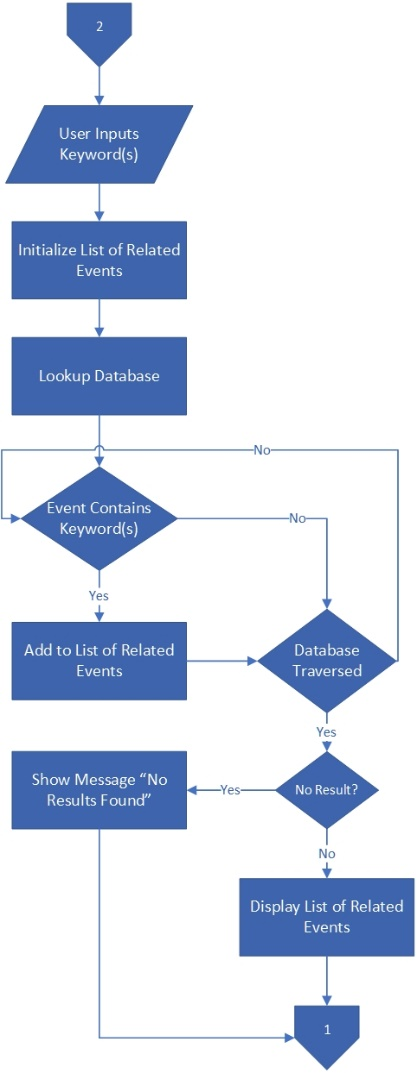 2
User Inputs
Keyword(s)
Initialize List of Related
Events
Lookup Database
No
Event Contains
Keyword(s)
No
Yes
Add to List of Related
Events
Database
Traversed
Yes
Show Message “No
Results Found”
Yes
No Result?
No
Display List of Related
Events
1